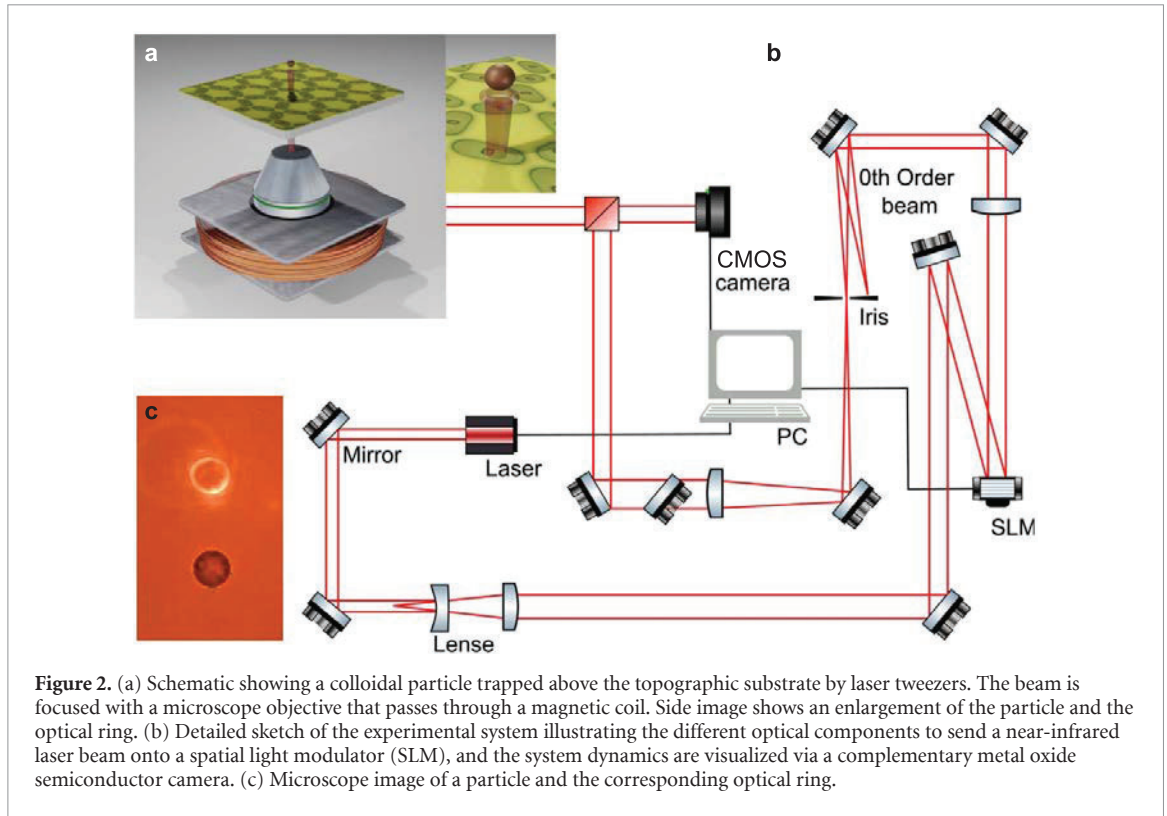 a
b
0th Order
beam
CMOS
camera
Iris
c
Mirror
Laser
PC
SLM
Lense
Figure 2. (a) Schematic showing a colloidal particle trapped above the topographic substrate by laser tweezers. The beam is
focused with a microscope objective that passes through a magnetic coil. Side image shows an enlargement of the particle and the
optical ring. (b) Detailed sketch of the experimental system illustrating the different optical components to send a near-infrared
laser beam onto a spatial light modulator (SLM), and the system dynamics are visualized via a complementary metal oxide
semiconductor camera. (c) Microscope image of a particle and the corresponding optical ring.